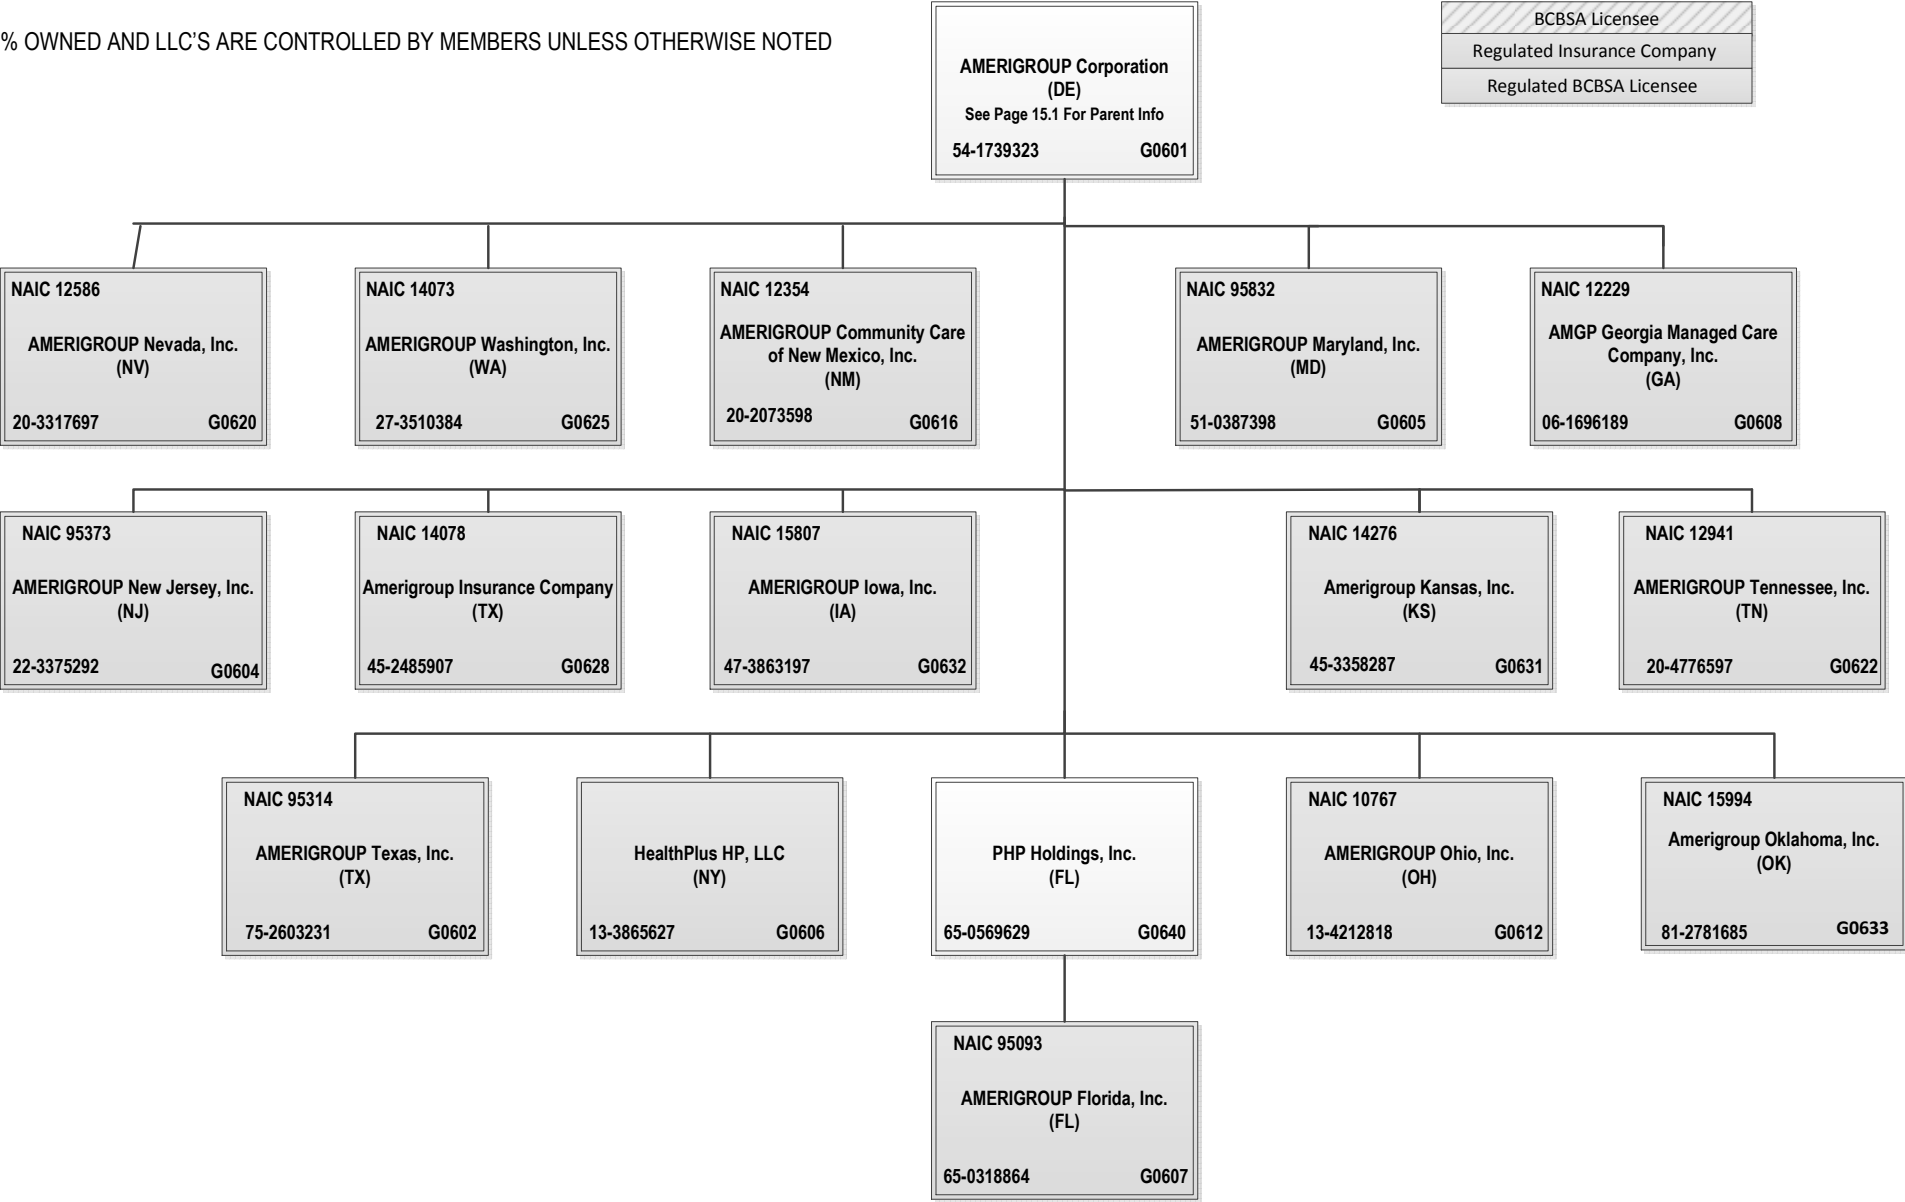 % OWNED AND LLC'S ARE CONTROLLED BY MEMBERS UNLESS OTHERWISE NOTED
AMERIGROUP Corporation
(DE)
See Page 15.1 For Parent Info
54-1739323 G0601
BCBSA Licensee
Regulated Insurance Company
Regulated BCBSA Licensee
NAIC 12586
AMERIGROUP Nevada, Inc.
(NV)
20-3317697 G0620
NAIC 14073
AMERIGROUP Washington, Inc.
(WA)
27-3510384 G0625
NAIC 12354
AMERIGROUP Community Care
of New Mexico, Inc.
(NM)
20-2073598 G0616
NAIC 95832
AMERIGROUP Maryland, Inc.
(MD)
51-0387398 G0605
NAIC 12229
AMGP Georgia Managed Care
Company, Inc.
(GA)
06-1696189 G0608
NAIC 95373
AMERIGROUP New Jersey, Inc.
(NJ)
22-3375292 G0604
NAIC 14078
Amerigroup Insurance Company
(TX)
45-2485907 G0628
NAIC 15807
AMERIGROUP Iowa, Inc.
(IA)
47-3863197 G0632
NAIC 14276
Amerigroup Kansas, Inc.
(KS)
45-3358287 G0631
NAIC 12941
AMERIGROUP Tennessee, Inc.
(TN)
20-4776597 G0622
NAIC 95314
AMERIGROUP Texas, Inc.
(TX)
75-2603231 G0602
HealthPlus HP, LLC
(NY)
13-3865627 G0606
PHP Holdings, Inc.
(FL)
65-0569629 G0640
NAIC 10767
AMERIGROUP Ohio, Inc.
(OH)
13-4212818 G0612
NAIC 15994
Amerigroup Oklahoma, Inc.
(OK)
81-2781685 G0633
NAIC 95093
AMERIGROUP Florida, Inc.
(FL)
65-0318864 G0607